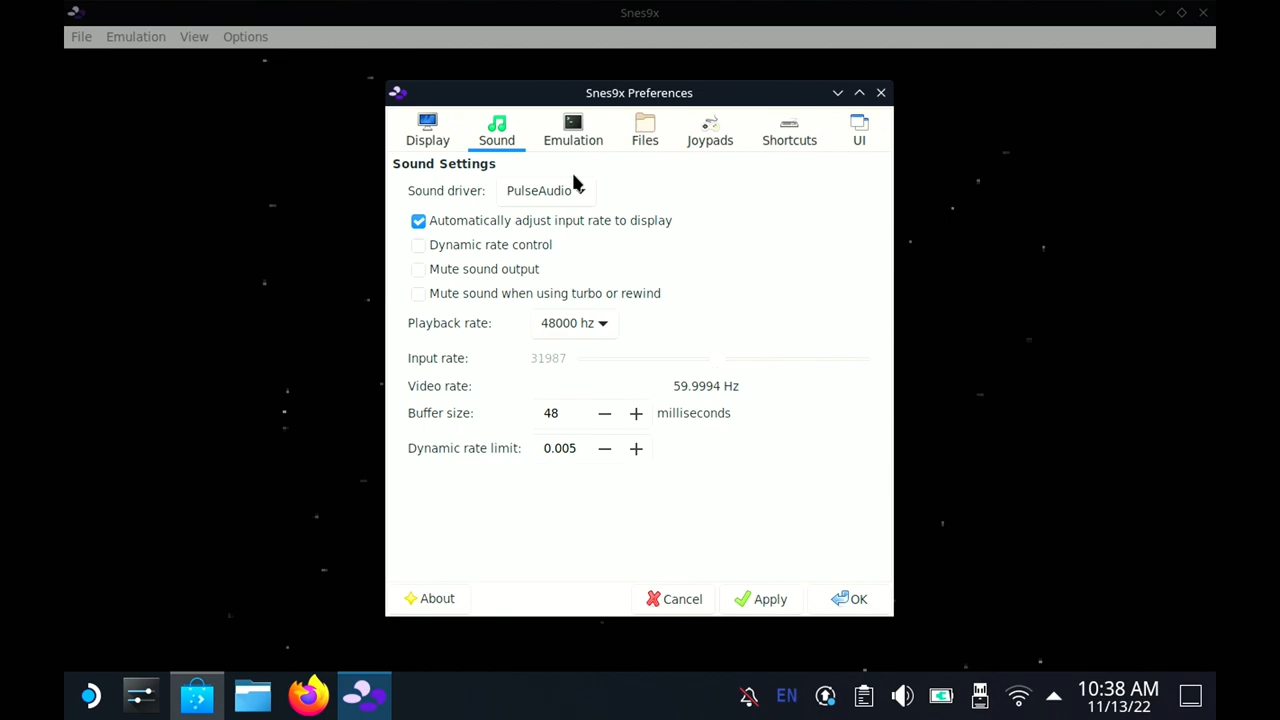 Snes9x
File Emulation View Options
Snes9x Preferences
Display Sound Emulation Files Joypads Shortcuts UI
Sound Settings
Sound driver: PulseAudio
Automatically adjust input rate to display
Dynamic rate control
Mute sound output
Mute sound when using turbo or rewind
Playback rate: 48000 hz
Input rate: 31987
Video rate: 59.9994 Hz
Buffer size: 48 milliseconds
Dynamic rate limit: 0.005
About Cancel Apply OK
EN 10:38 AM
11/13/22